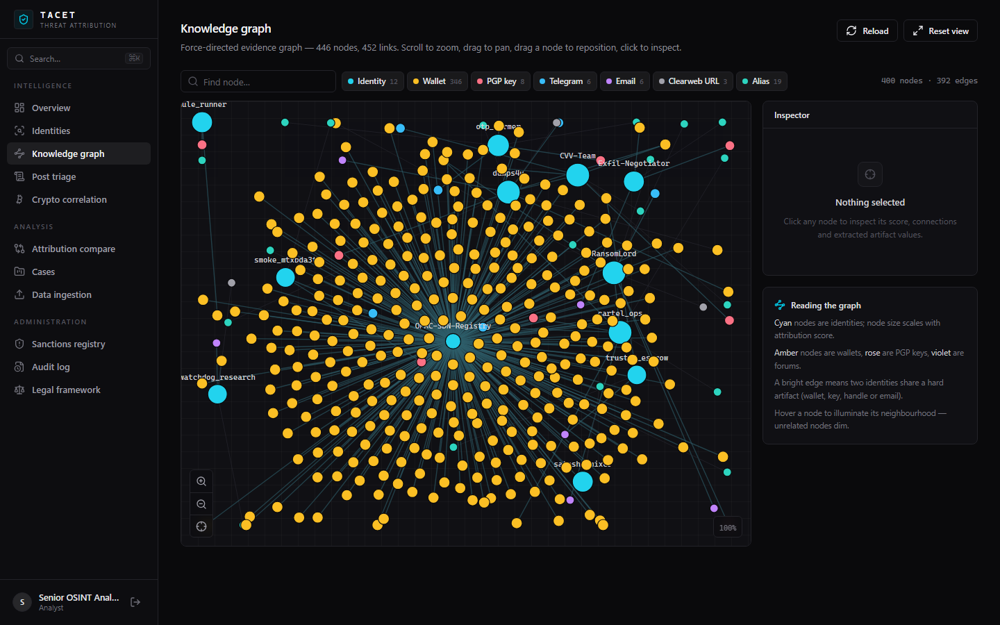 TACET
THREAT ATTRIBUTION
Search...
⌘K
INTELLIGENCE
Overview
Identities
Knowledge graph
Post triage
Crypto correlation
ANALYSIS
Attribution compare
Cases
Data ingestion
ADMINISTRATION
Sanctions registry
Audit log
Legal framework
S
Senior OSINT Anal...
Analyst
Knowledge graph
Force-directed evidence graph — 446 nodes, 452 links. Scroll to zoom, drag to pan, drag a node to reposition, click to inspect.
Reload
Reset view
Find node...
Identity 12
Wallet 346
PGP key 8
Telegram 6
Email 6
Clearweb URL 3
Alias 19
400 nodes · 392 edges
CVV-Team
Exfil-Negotiator
RansomLord
OFAC-SDN-Registry
cartel_ops
watchdog_research
100%
Inspector
Nothing selected
Click any node to inspect its score, connections
and extracted artifact values.
Reading the graph
Cyan nodes are identities; node size scales with
attribution score.
Amber nodes are wallets, rose are PGP keys, violet are
forums.
A bright edge means two identities share a hard
artifact (wallet, key, handle or email).
Hover a node to illuminate its neighbourhood —
unrelated nodes dim.